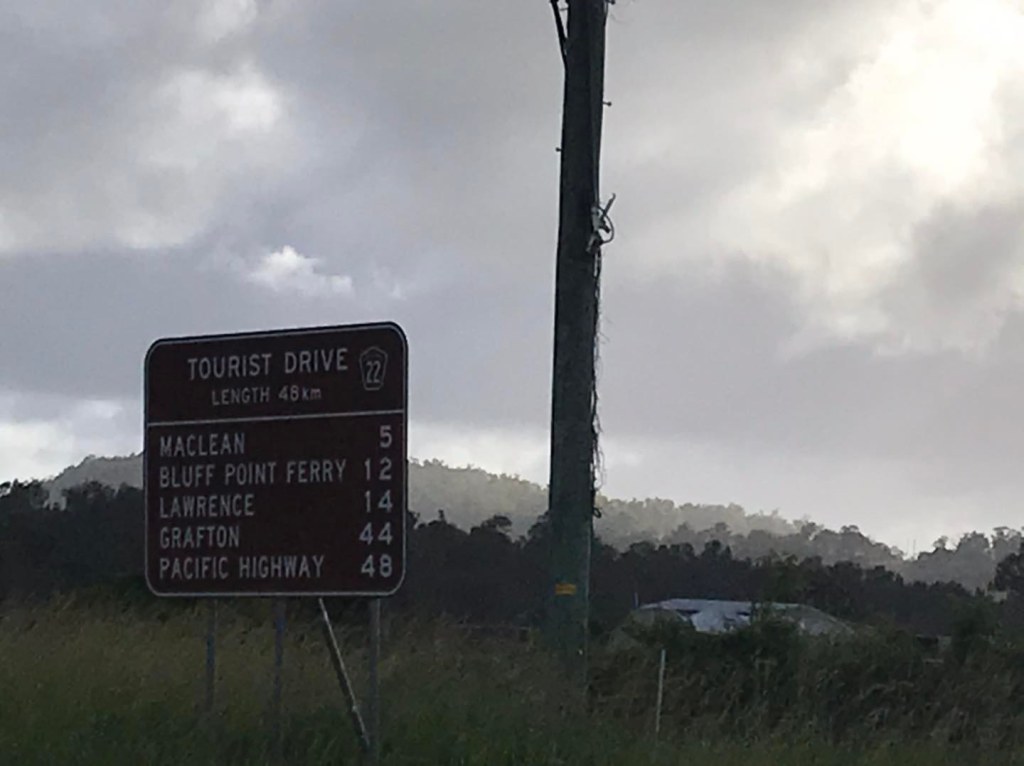 TOURIST DRIVE 22
LENGTH 48km
MACLEAN 5
BLUFF POINT FERRY 12
LAWRENCE 14
GRAFTON 44
PACIFIC HIGHWAY 48